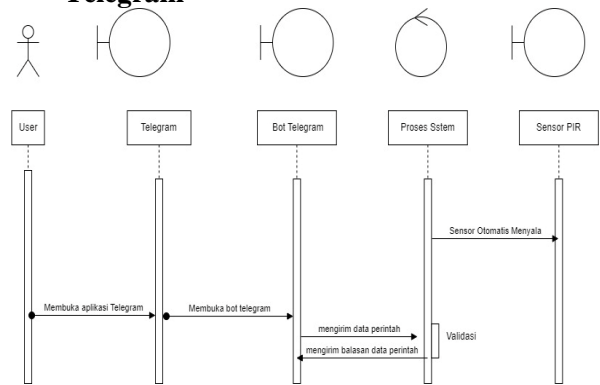 Telegram
User
Telegram
Bot Telegram
Proses Sstem
Sensor PIR
Sensor Otomatis Menyala
Membuka aplikasi Telegram
Membuka bot telegram
mengirim data perintah
Validasi
mengirim balasan data perintah